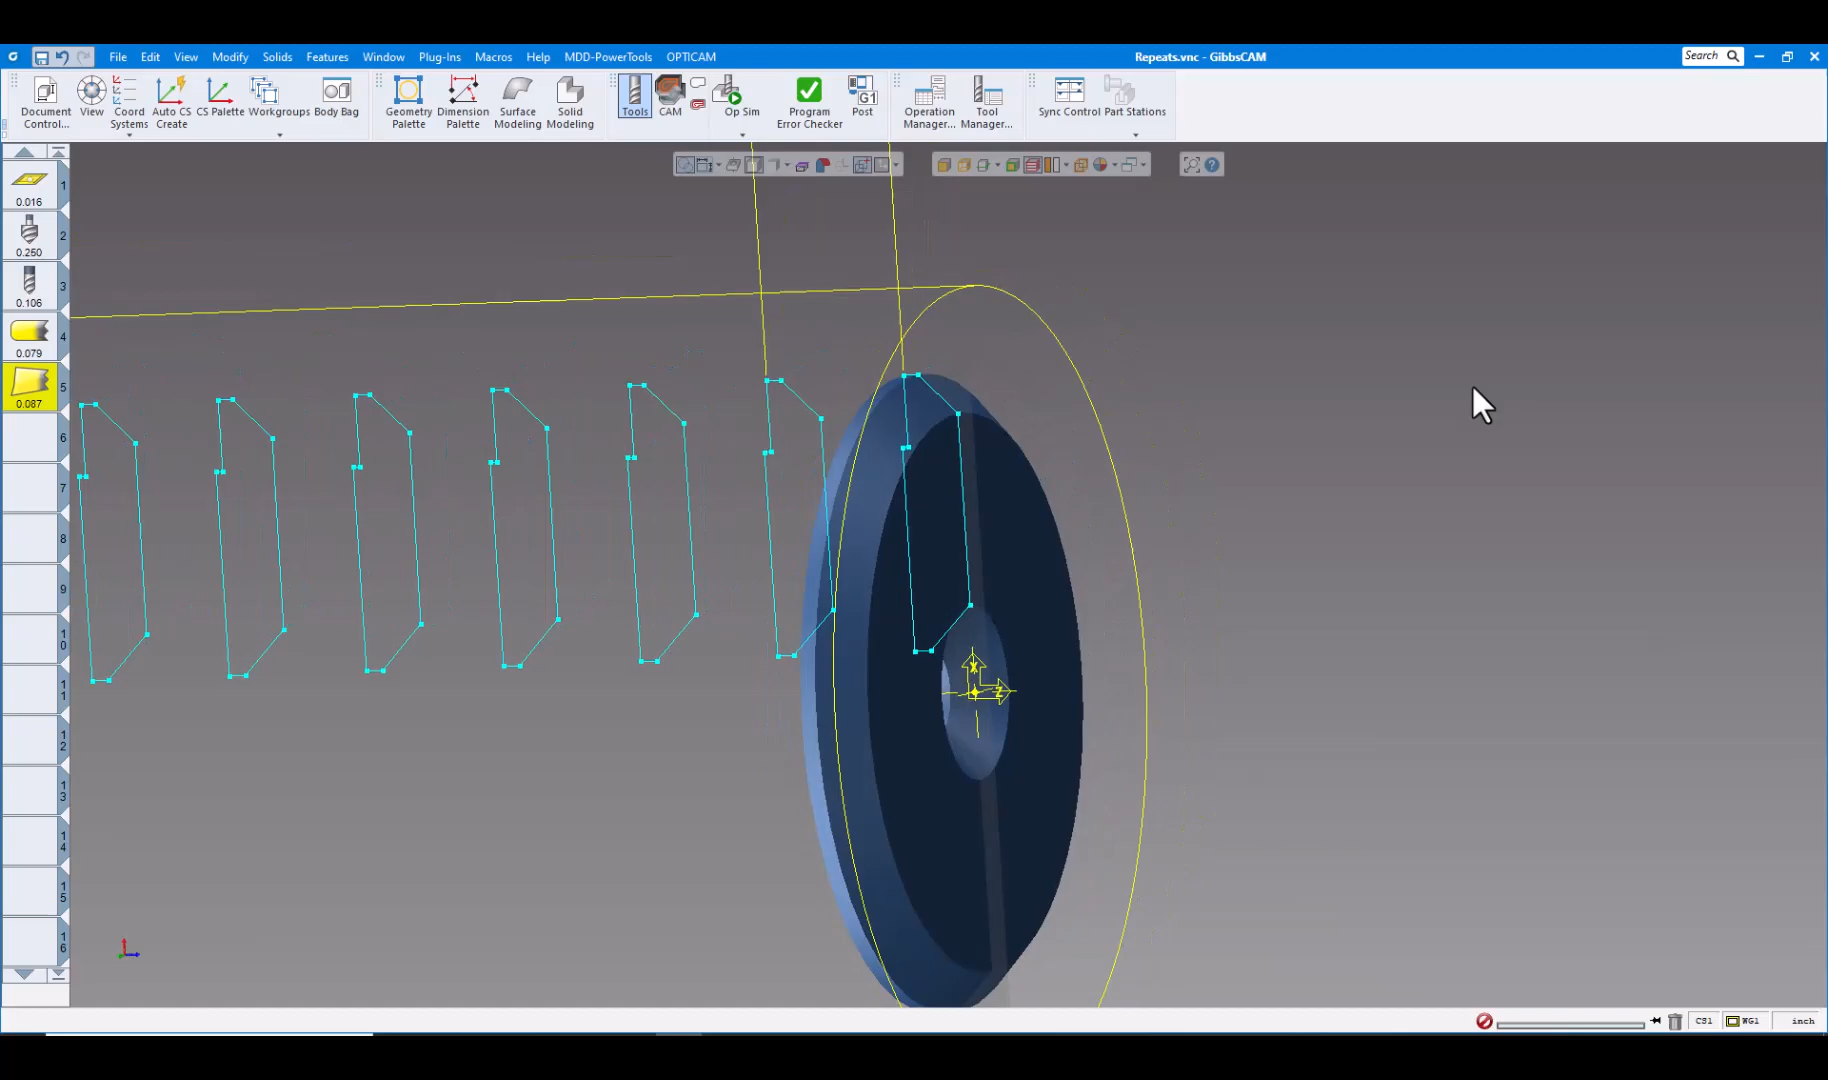 File Edit View Modify Solids Features Window Plug-Ins Macros Help MDD-PowerTools OPTICAM
Repeats.vnc - GibbsCAM
Search
Document Control...
View
Coord Systems
Auto CS Create
CS Palette
Workgroups
Body Bag
Geometry Palette
Dimension Palette
Surface Modeling
Solid Modeling
Tools
CAM
Op Sim
Program Error Checker
G1
Post
Operation Manager...
Tool Manager...
Sync Control
Part Stations
1
0.016
2
0.250
3
0.106
4
0.079
5
0.087
6
7
8
9
10
11
12
13
14
15
16
X
Z
CS1
WG1
inch